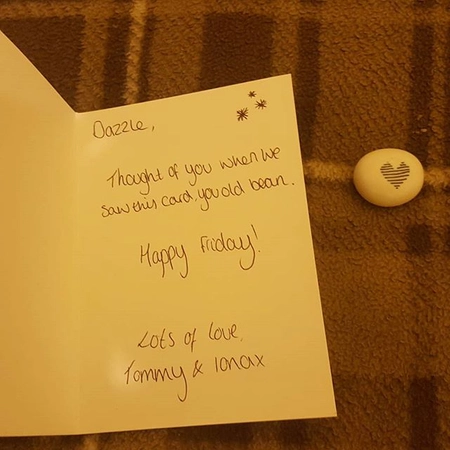 Dazzle,
Thought of you when we
saw this card, you old bean.
Happy Friday!
Lots of love,
Tommy & Ionax